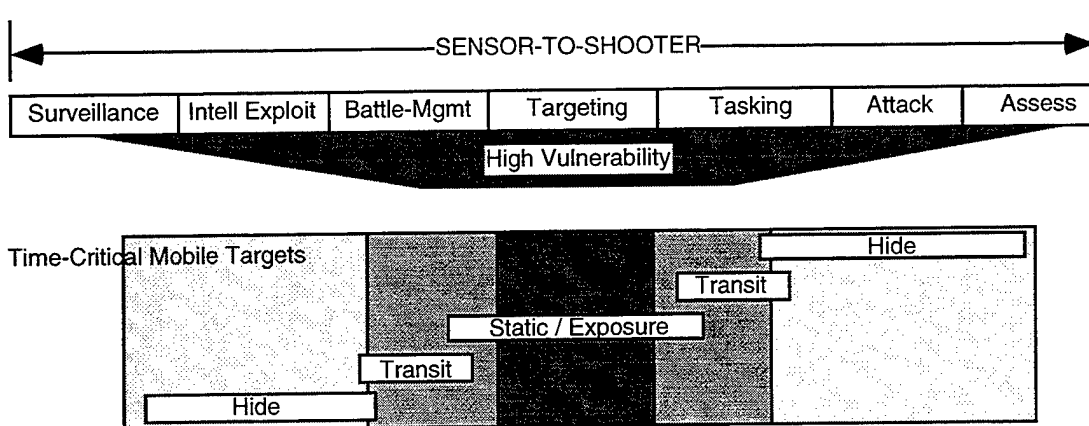 SENSOR-TO-SHOOTER
Surveillance Intell Exploit Battle-Mgmt Targeting Tasking Attack Assess
High Vulnerability
Time-Critical Mobile Targets
Hide
Transit
Static / Exposure
Transit
Hide